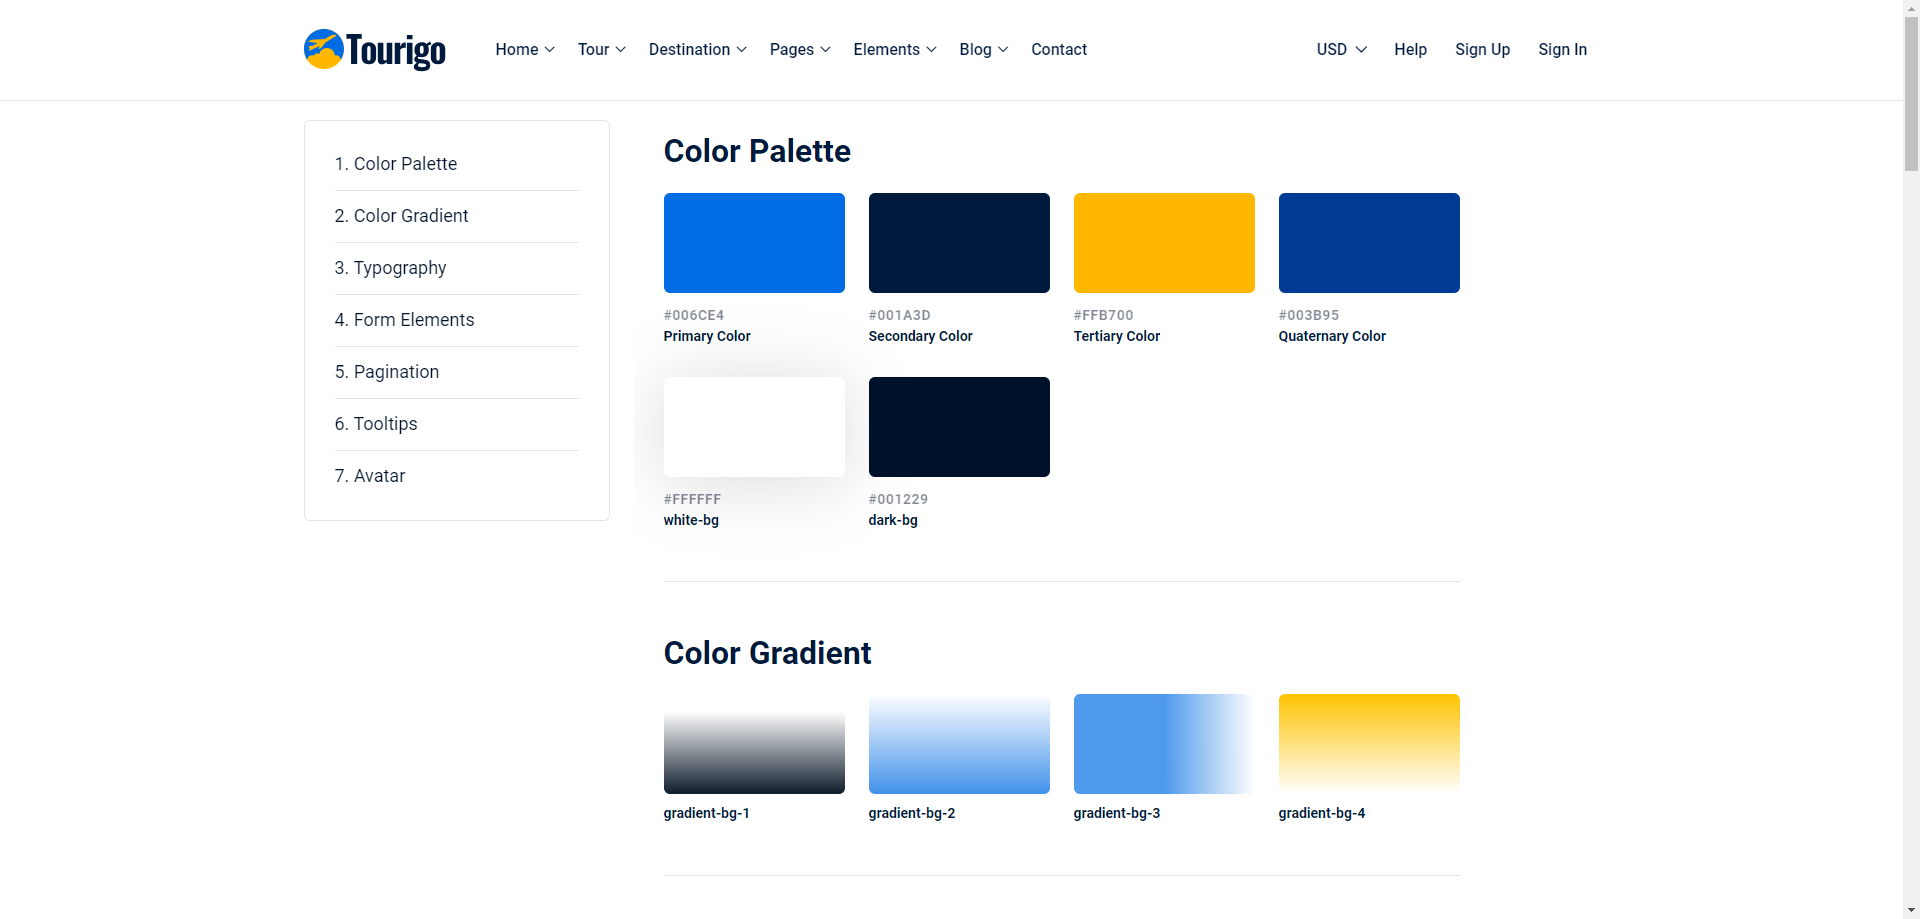 Tourigo Home Tour Destination Pages Elements Blog Contact USD Help Sign Up Sign In
1. Color Palette
2. Color Gradient
3. Typography
4. Form Elements
5. Pagination
6. Tooltips
7. Avatar
Color Palette
#006CE4 #001A3D #FFB700 #003B95
Primary Color Secondary Color Tertiary Color Quaternary Color
#FFFFFF #001229
white-bg dark-bg
Color Gradient
gradient-bg-1 gradient-bg-2 gradient-bg-3 gradient-bg-4